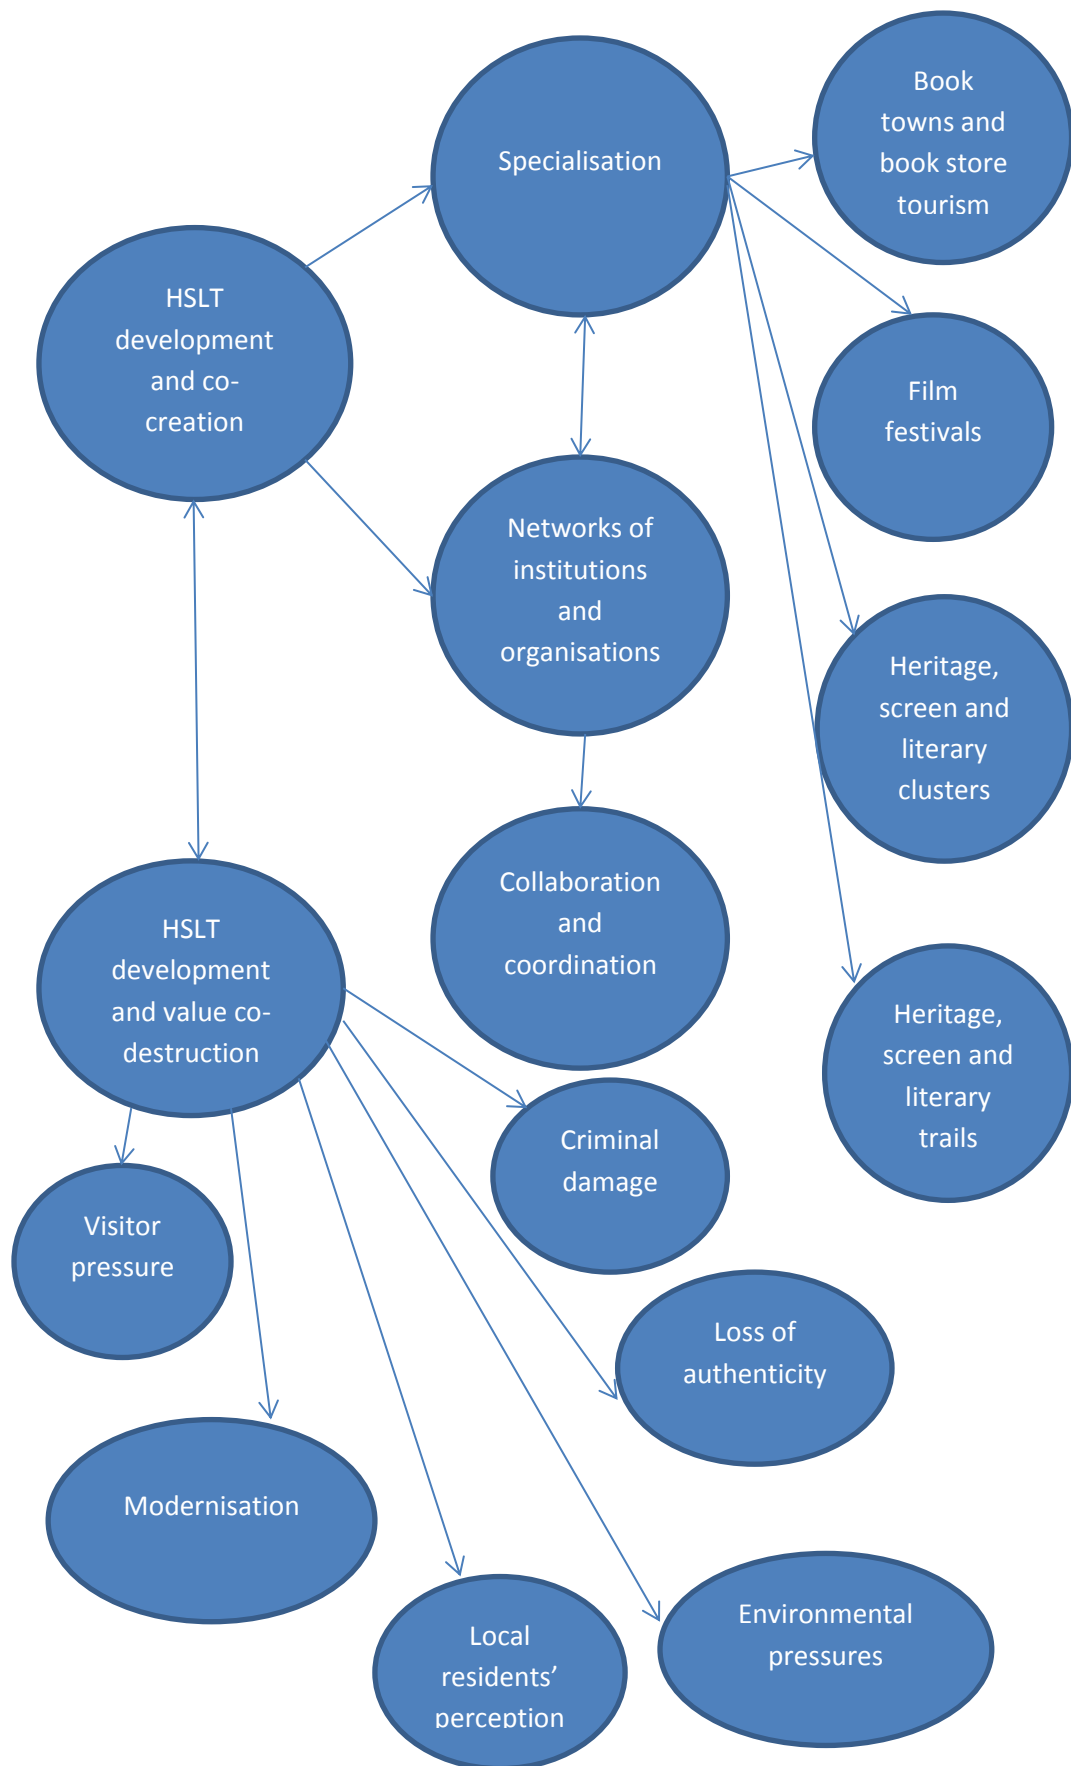 Book
towns and
book store
tourism
Specialisation
HSLT
development
and co-
creation
Film
festivals
Networks of
institutions
and
organisations
Heritage,
screen and
literary
clusters
Collaboration
and
coordination
HSLT
development
and value co-
destruction
Heritage,
screen and
literary
trails
Criminal
damage
Visitor
pressure
Loss of
authenticity
Modernisation
Environmental
pressures
Local
residents’
perception